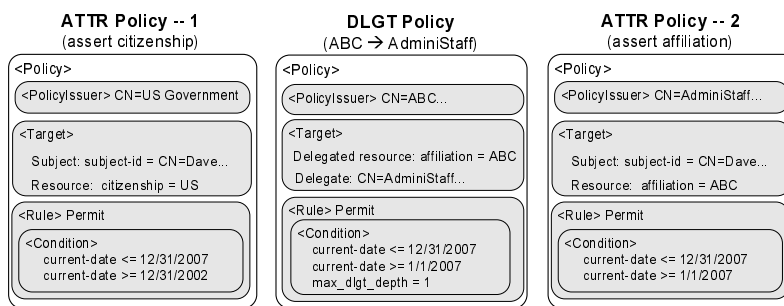 ATTR Policy -- 1
(assert citizenship)
<Policy>
<PolicyIssuer> CN=US Government
<Target>
Subject: subject-id = CN=Dave...
Resource: citizenship = US
<Rule> Permit
<Condition>
current-date <= 12/31/2007
current-date >= 12/31/2002
DLGT Policy
(ABC → AdminiStaff)
<Policy>
<PolicyIssuer> CN=ABC...
<Target>
Delegated resource: affiliation = ABC
Delegate: CN=AdminiStaff...
<Rule> Permit
<Condition>
current-date <= 12/31/2007
current-date >= 1/1/2007
max_dlgt_depth = 1
ATTR Policy -- 2
(assert affiliation)
<Policy>
<PolicyIssuer> CN=AdminiStaff...
<Target>
Subject: subject-id = CN=Dave...
Resource: affiliation = ABC
<Rule> Permit
<Condition>
current-date <= 12/31/2007
current-date >= 1/1/2007